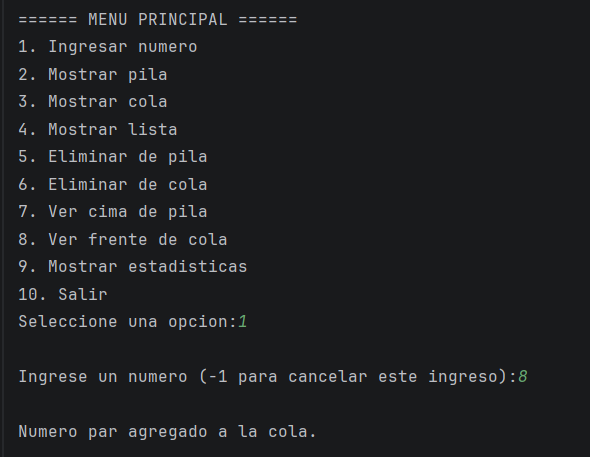 ====== MENU PRINCIPAL ======
1. Ingresar numero
2. Mostrar pila
3. Mostrar cola
4. Mostrar lista
5. Eliminar de pila
6. Eliminar de cola
7. Ver cima de pila
8. Ver frente de cola
9. Mostrar estadisticas
10. Salir
Seleccione una opcion:1
Ingrese un numero (-1 para cancelar este ingreso):8
Numero par agregado a la cola.